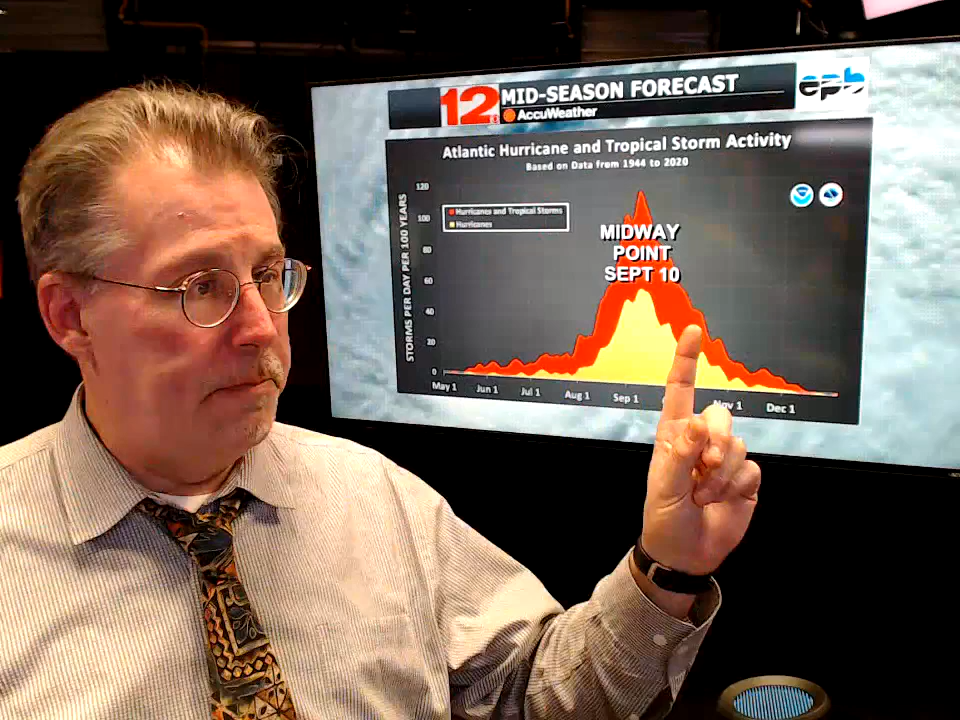 12 MID-SEASON FORECAST
AccuWeather
epb
Atlantic Hurricane and Tropical Storm Activity
Based on Data from 1944 to 2020
STORMS PER DAY PER 100 YEARS
120
100
80
60
40
20
0
Hurricanes and Tropical Storms
Hurricanes
MIDWAY
POINT
SEPT 10
May 1 Jun 1 Jul 1 Aug 1 Sep 1 Nov 1 Dec 1